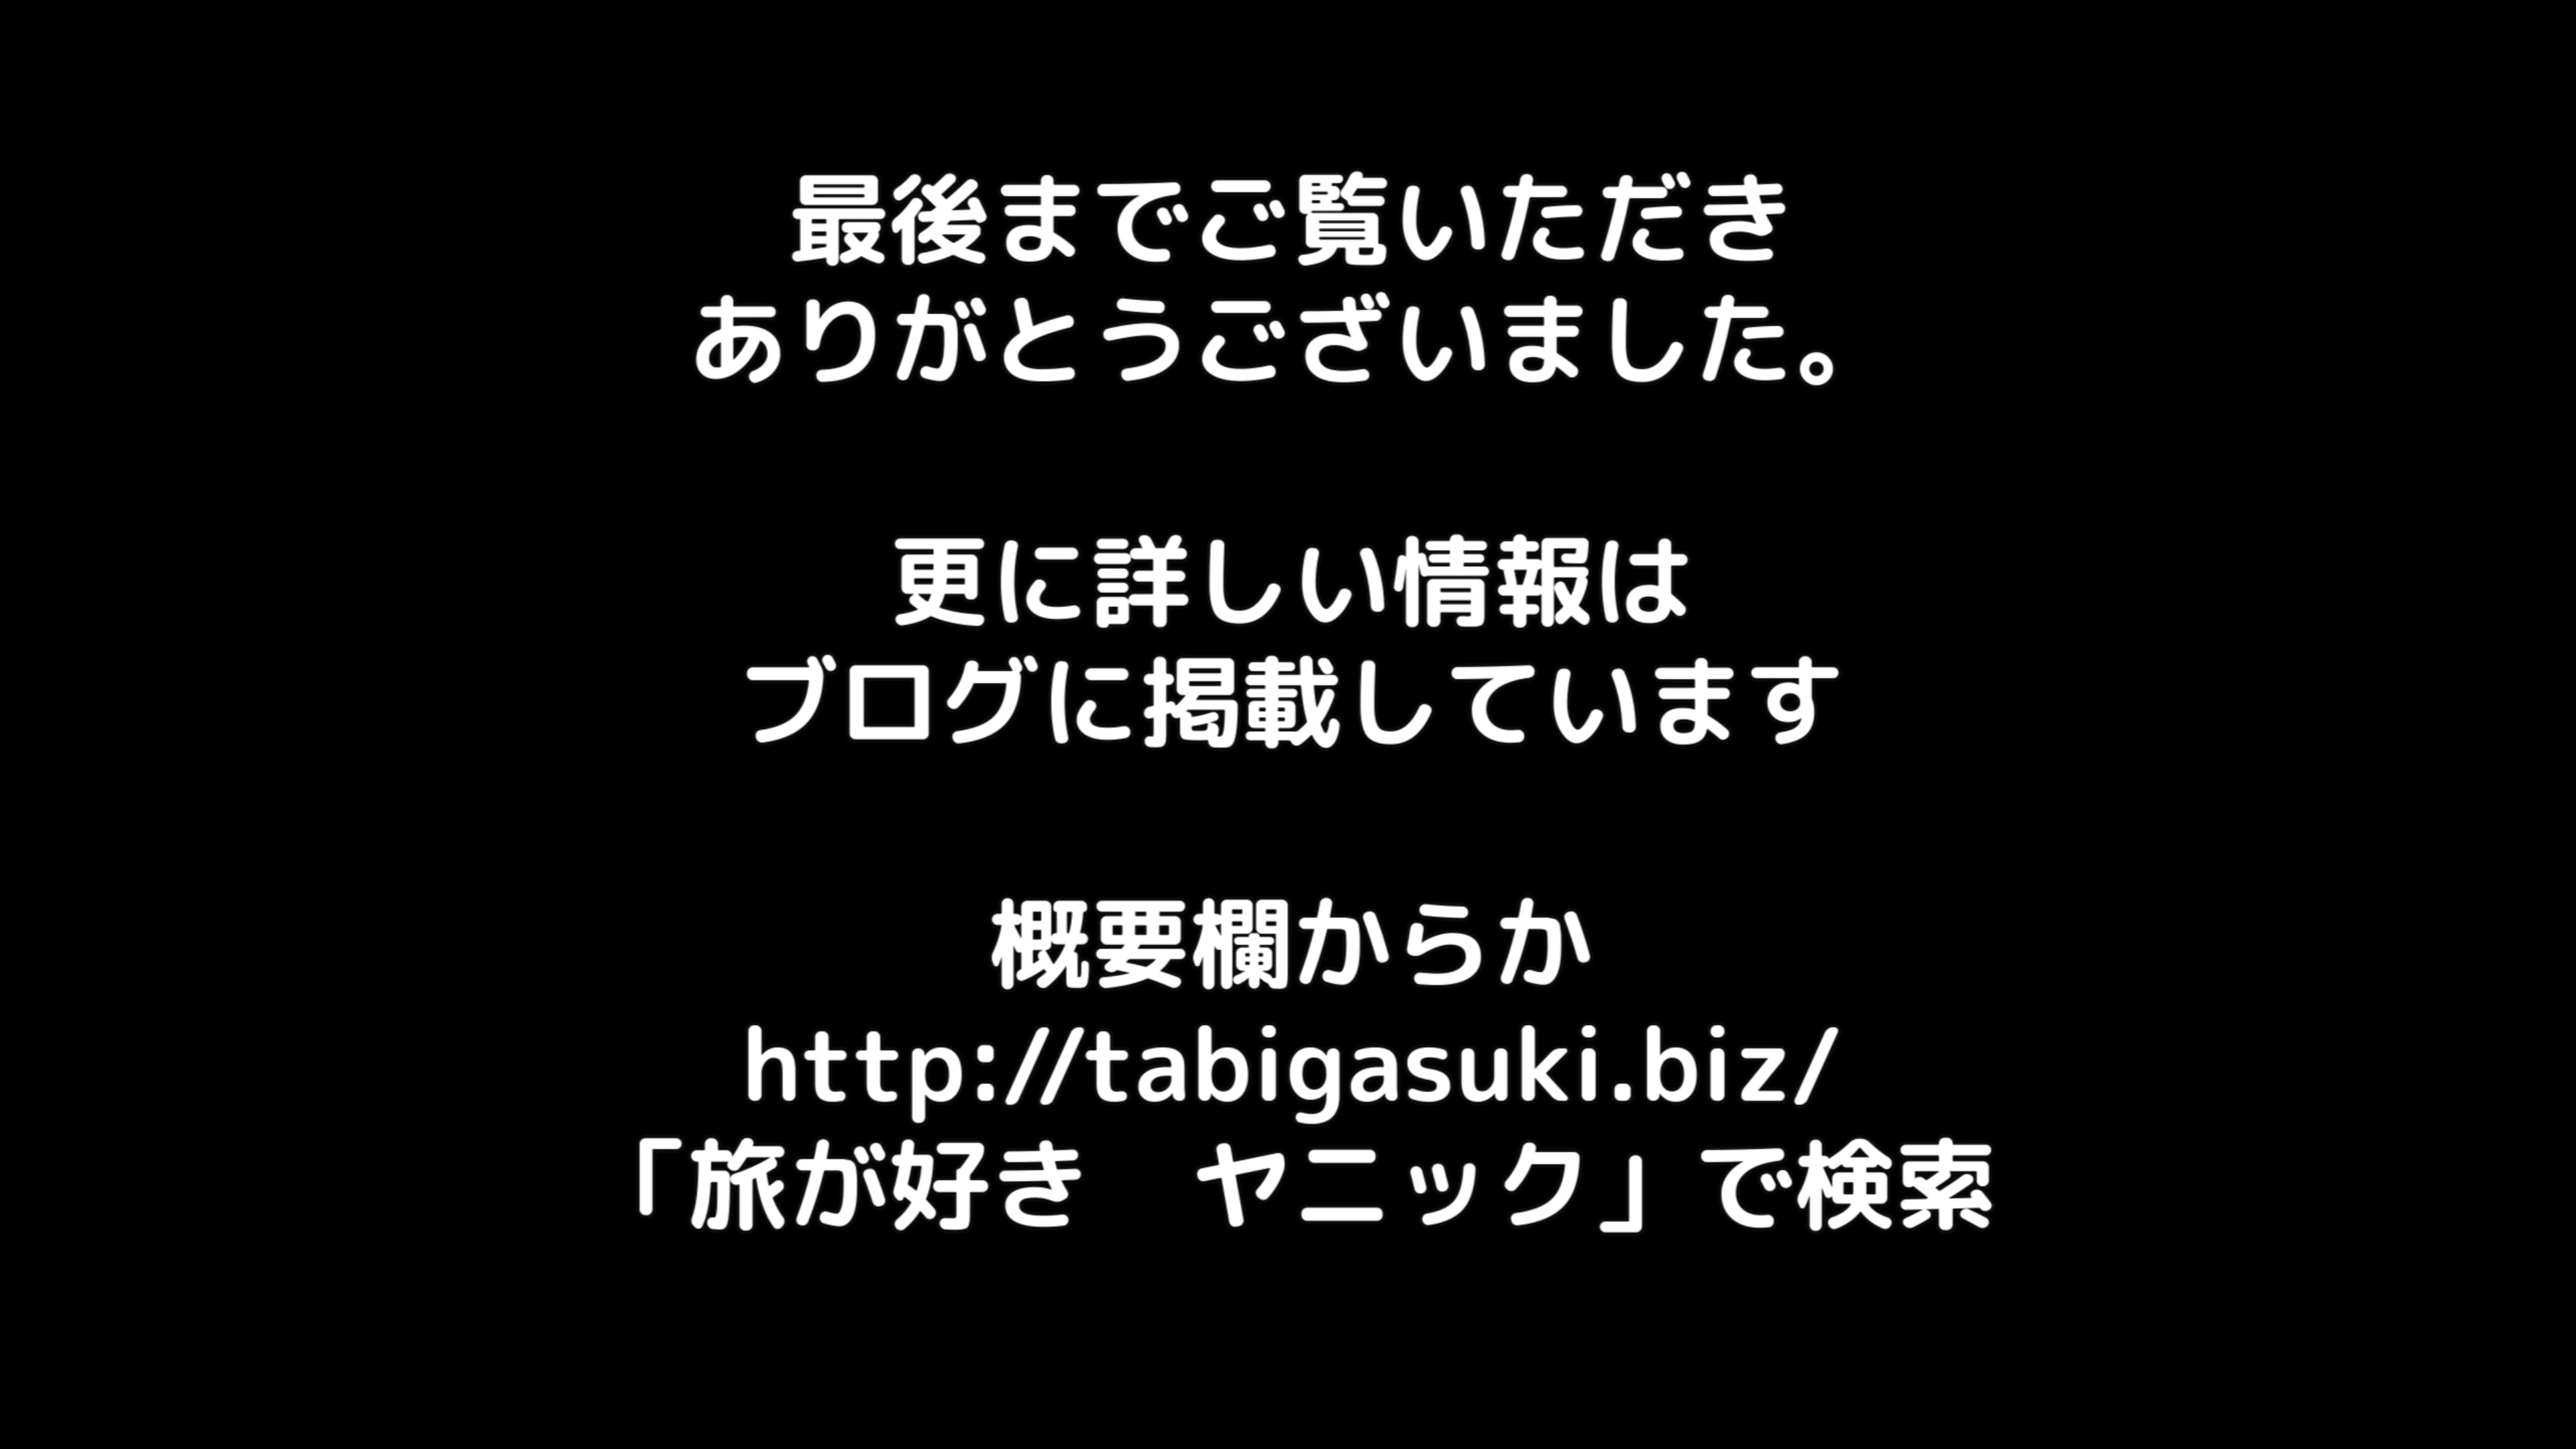 最後までご覧いただき
ありがとうございました。
更に詳しい情報は
ブログに掲載しています
概要欄からか
http://tabigasuki.biz/
「旅が好き　ヤニック」で検索